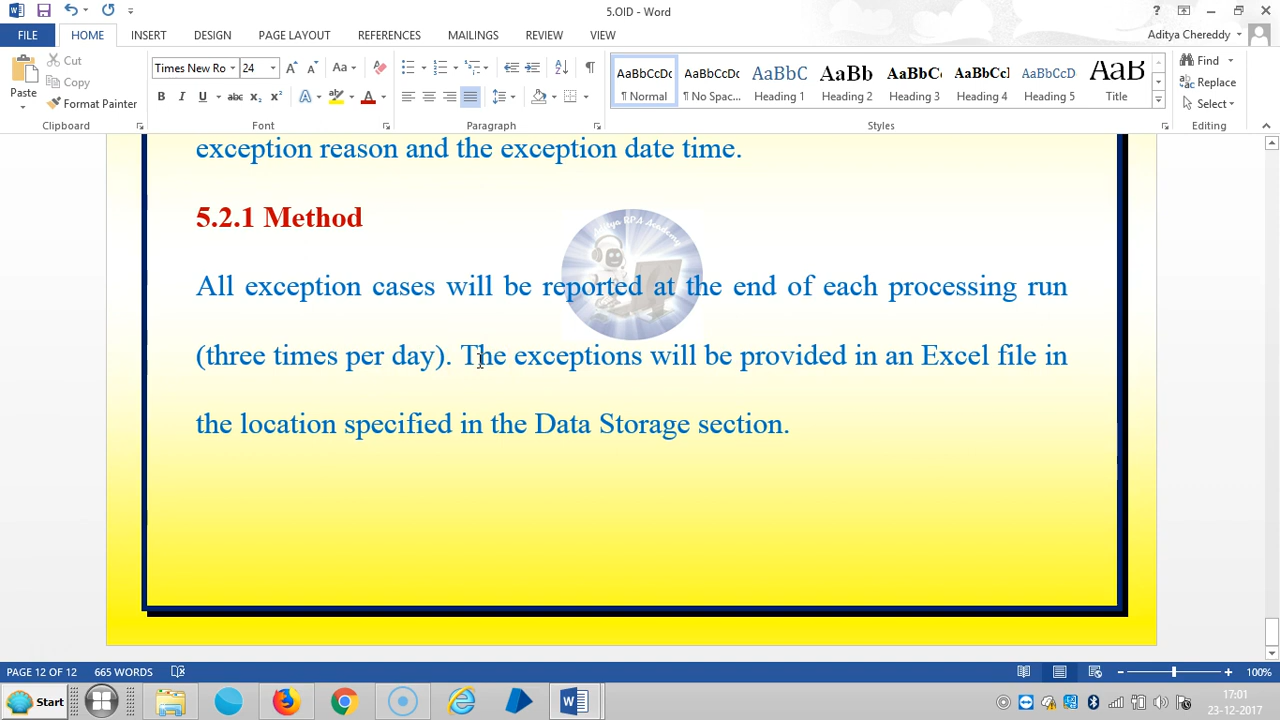 5.OID - Word
FILE HOME INSERT DESIGN PAGE LAYOUT REFERENCES MAILINGS REVIEW VIEW Aditya Chereddy
Cut
Copy
Format Painter
Paste
Clipboard
Times New Ro 24
Font
Paragraph
AaBbCcDc AaBbCcDc AaBbC AaBb AaBbC AaBbCcI AaBbCcD AaB
¶ Normal ¶ No Spac... Heading 1 Heading 2 Heading 3 Heading 4 Heading 5 Title
Styles
Find
Replace
Select
Editing
exception reason and the exception date time.
5.2.1 Method
Aditya RPA Academy
All exception cases will be reported at the end of each processing run
(three times per day). The exceptions will be provided in an Excel file in
the location specified in the Data Storage section.
PAGE 12 OF 12 665 WORDS 100%
Start
17:01
23-12-2017